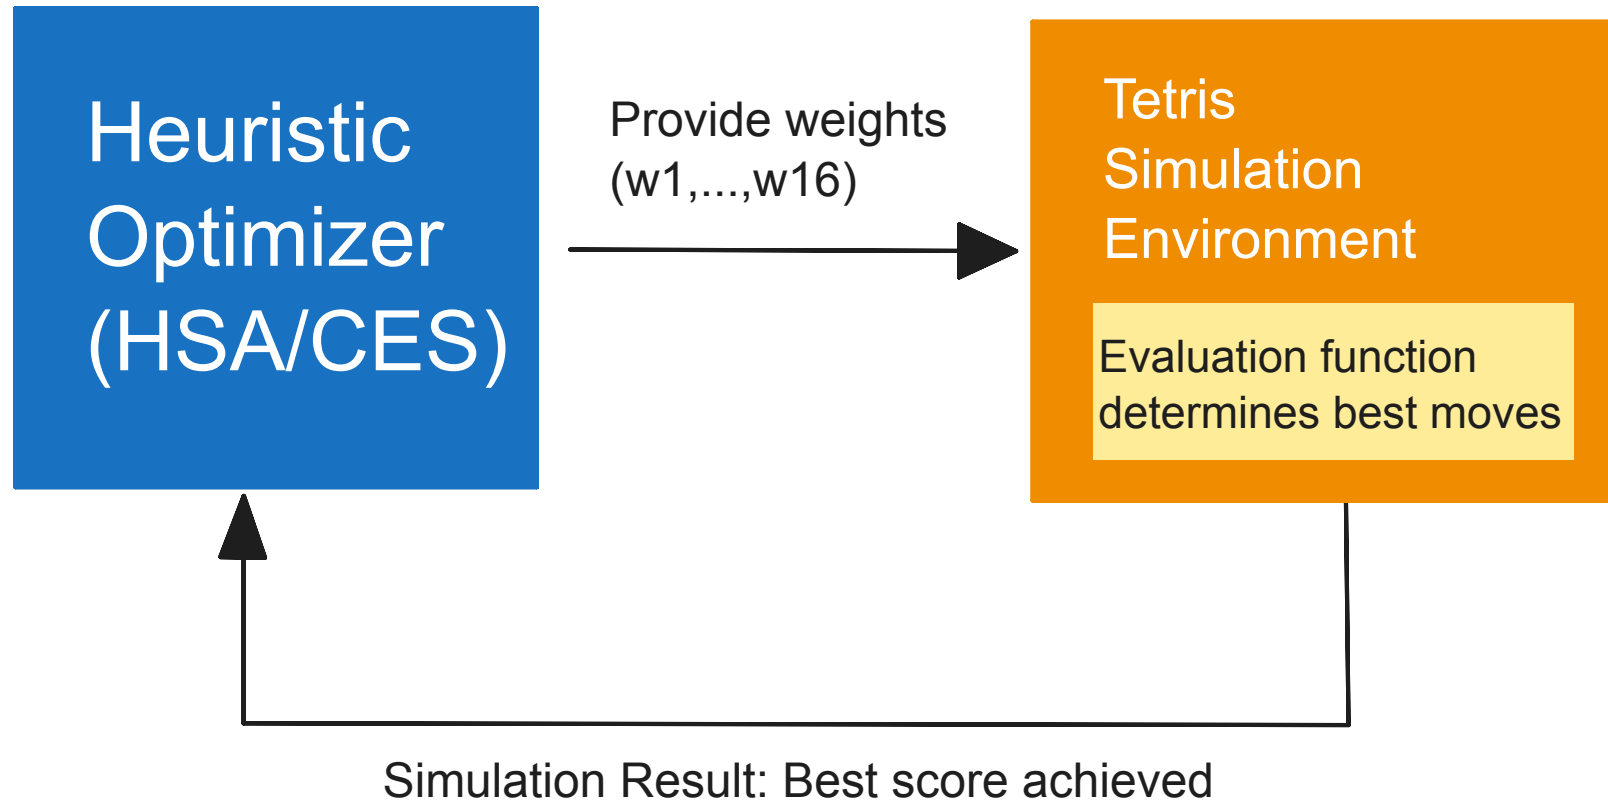 Heuristic
Optimizer
(HSA/CES)
Provide weights
(w1,...,w16)
Tetris
Simulation
Environment
Evaluation function
determines best moves
Simulation Result: Best score achieved